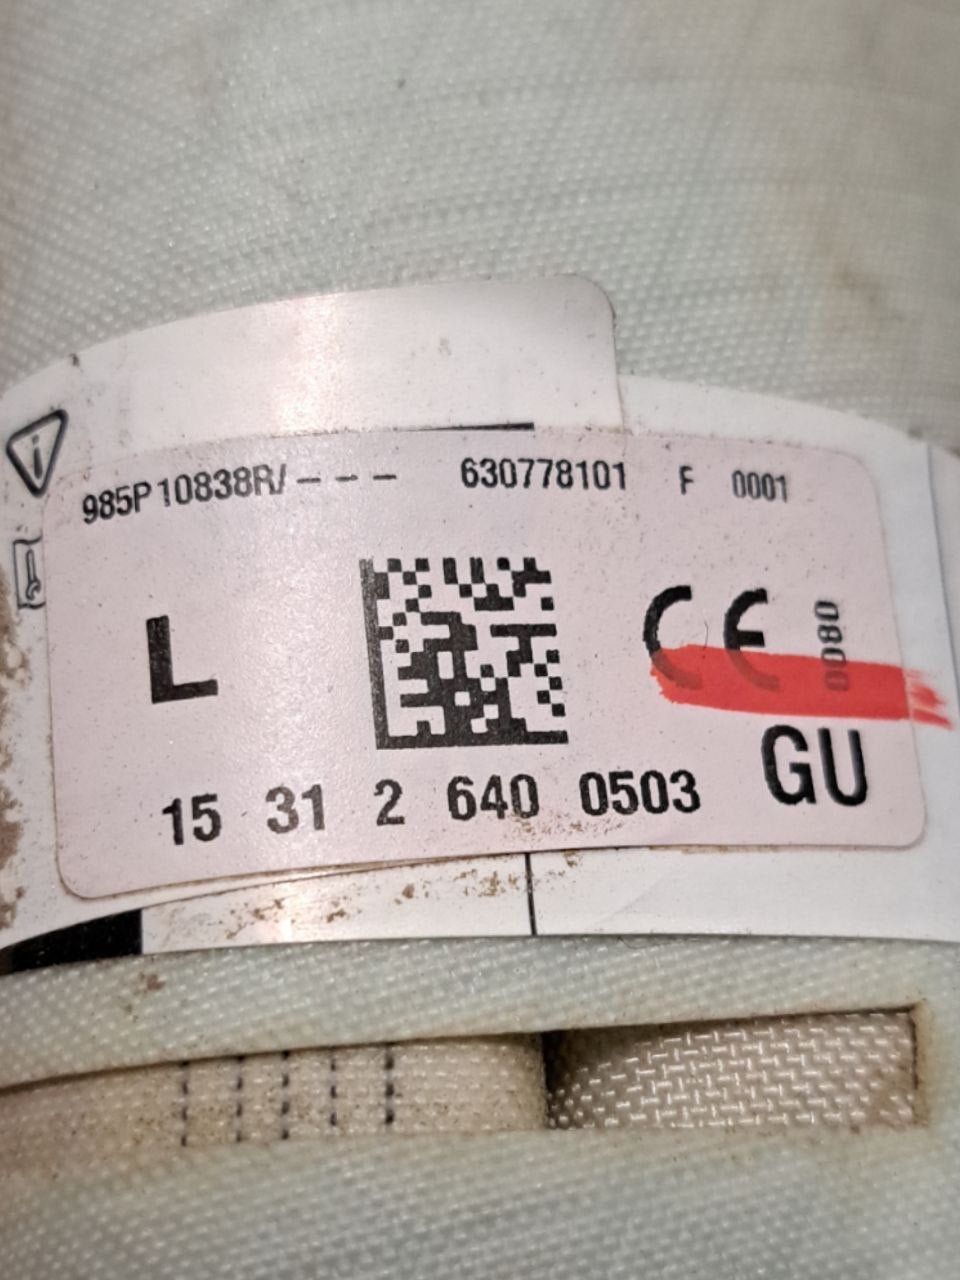 985P10838R/--- 630778101 F 0001
L
CE 0080
GU
15 31 2 640 0503